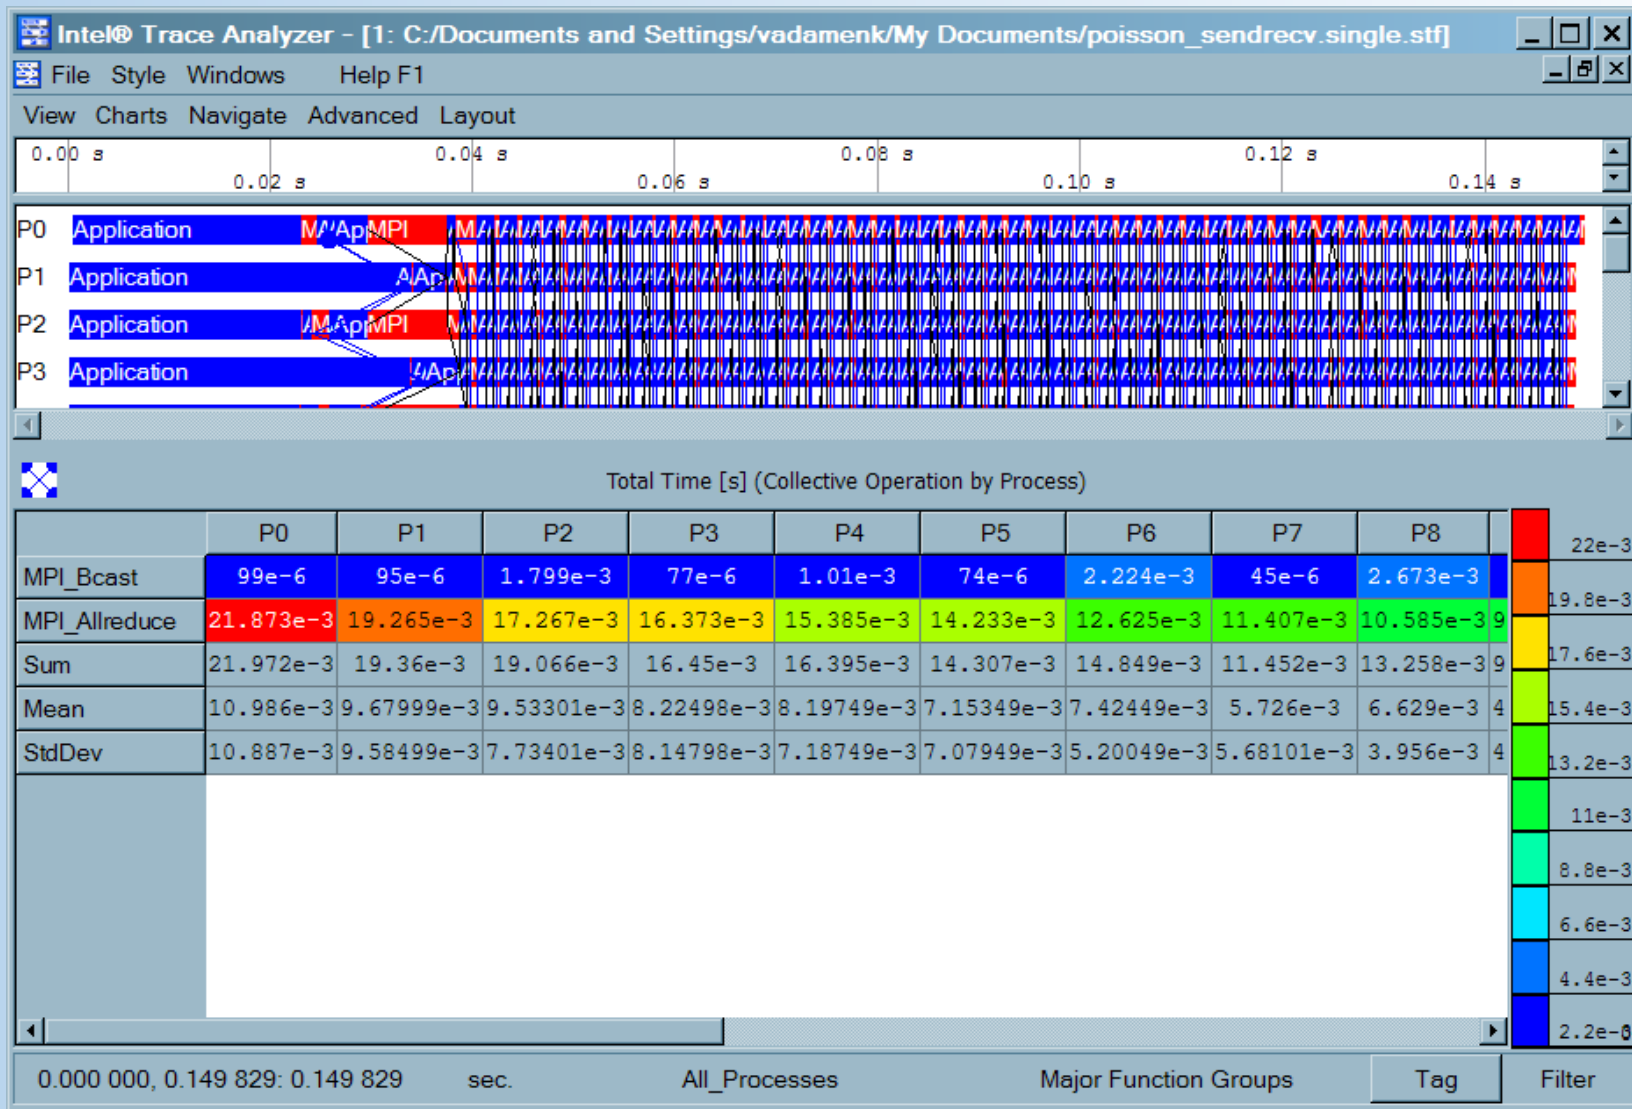 Intel® Trace Analyzer - [1: C:/Documents and Settings/vadamenk/My Documents/poisson_sendrecv.single.stf]
File Style Windows Help F1
View Charts Navigate Advanced Layout
0.00 s 0.04 s 0.08 s 0.12 s
0.02 s 0.06 s 0.10 s 0.14 s
P0 Application MPI
P1 Application
P2 Application MPI
P3 Application
Total Time [s] (Collective Operation by Process)
P0 P1 P2 P3 P4 P5 P6 P7 P8
MPI_Bcast 99e-6 95e-6 1.799e-3 77e-6 1.01e-3 74e-6 2.224e-3 45e-6 2.673e-3
MPI_Allreduce 21.873e-3 19.265e-3 17.267e-3 16.373e-3 15.385e-3 14.233e-3 12.625e-3 11.407e-3 10.585e-3 9
Sum 21.972e-3 19.36e-3 19.066e-3 16.45e-3 16.395e-3 14.307e-3 14.849e-3 11.452e-3 13.258e-3 9
Mean 10.986e-3 9.67999e-3 9.53301e-3 8.22498e-3 8.19749e-3 7.15349e-3 7.42449e-3 5.726e-3 6.629e-3 4
StdDev 10.887e-3 9.58499e-3 7.73401e-3 8.14798e-3 7.18749e-3 7.07949e-3 5.20049e-3 5.68101e-3 3.956e-3 4
22e-3
19.8e-3
17.6e-3
15.4e-3
13.2e-3
11e-3
8.8e-3
6.6e-3
4.4e-3
0.000 000, 0.149 829: 0.149 829 sec. All_Processes Major Function Groups Tag Filter